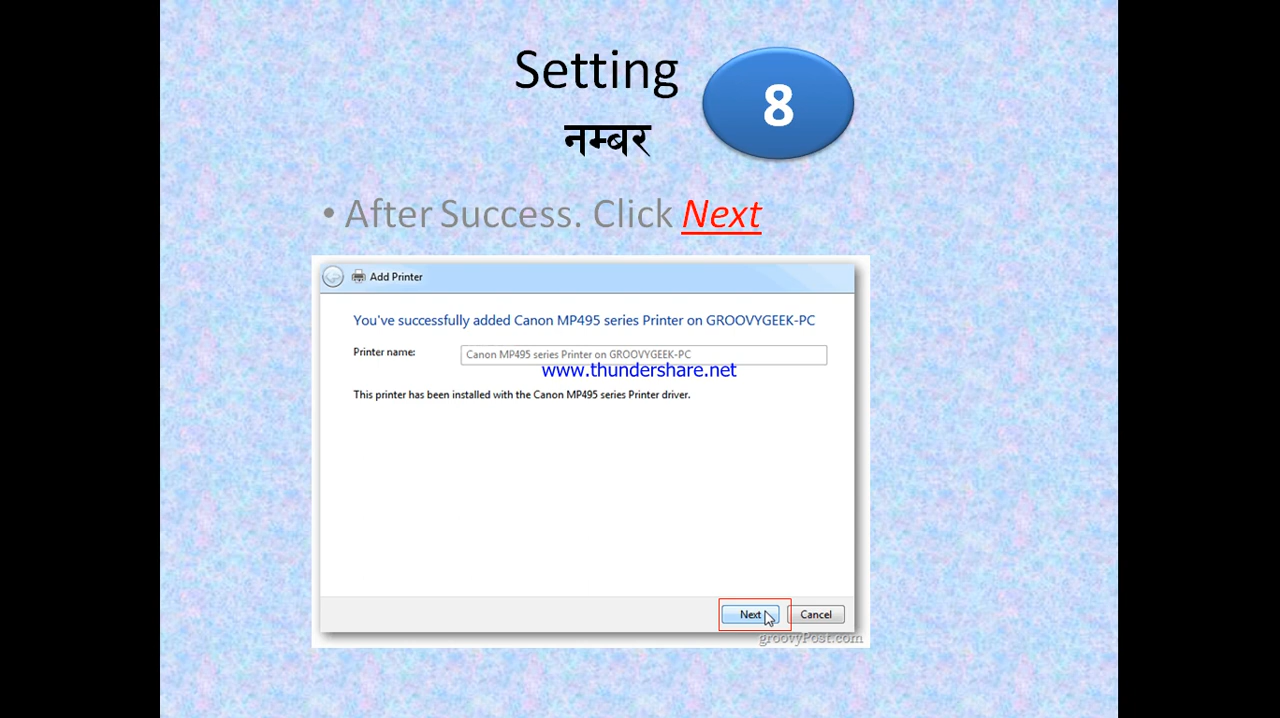 Setting
8
नम्बर
• After Success. Click Next
Add Printer
You've successfully added Canon MP495 series Printer on GROOVYGEEK-PC
Printer name:
Canon MP495 series Printer on GROOVYGEEK-PC
www.thundershare.net
This printer has been installed with the Canon MP495 series Printer driver.
Next
Cancel
groovyPost.com